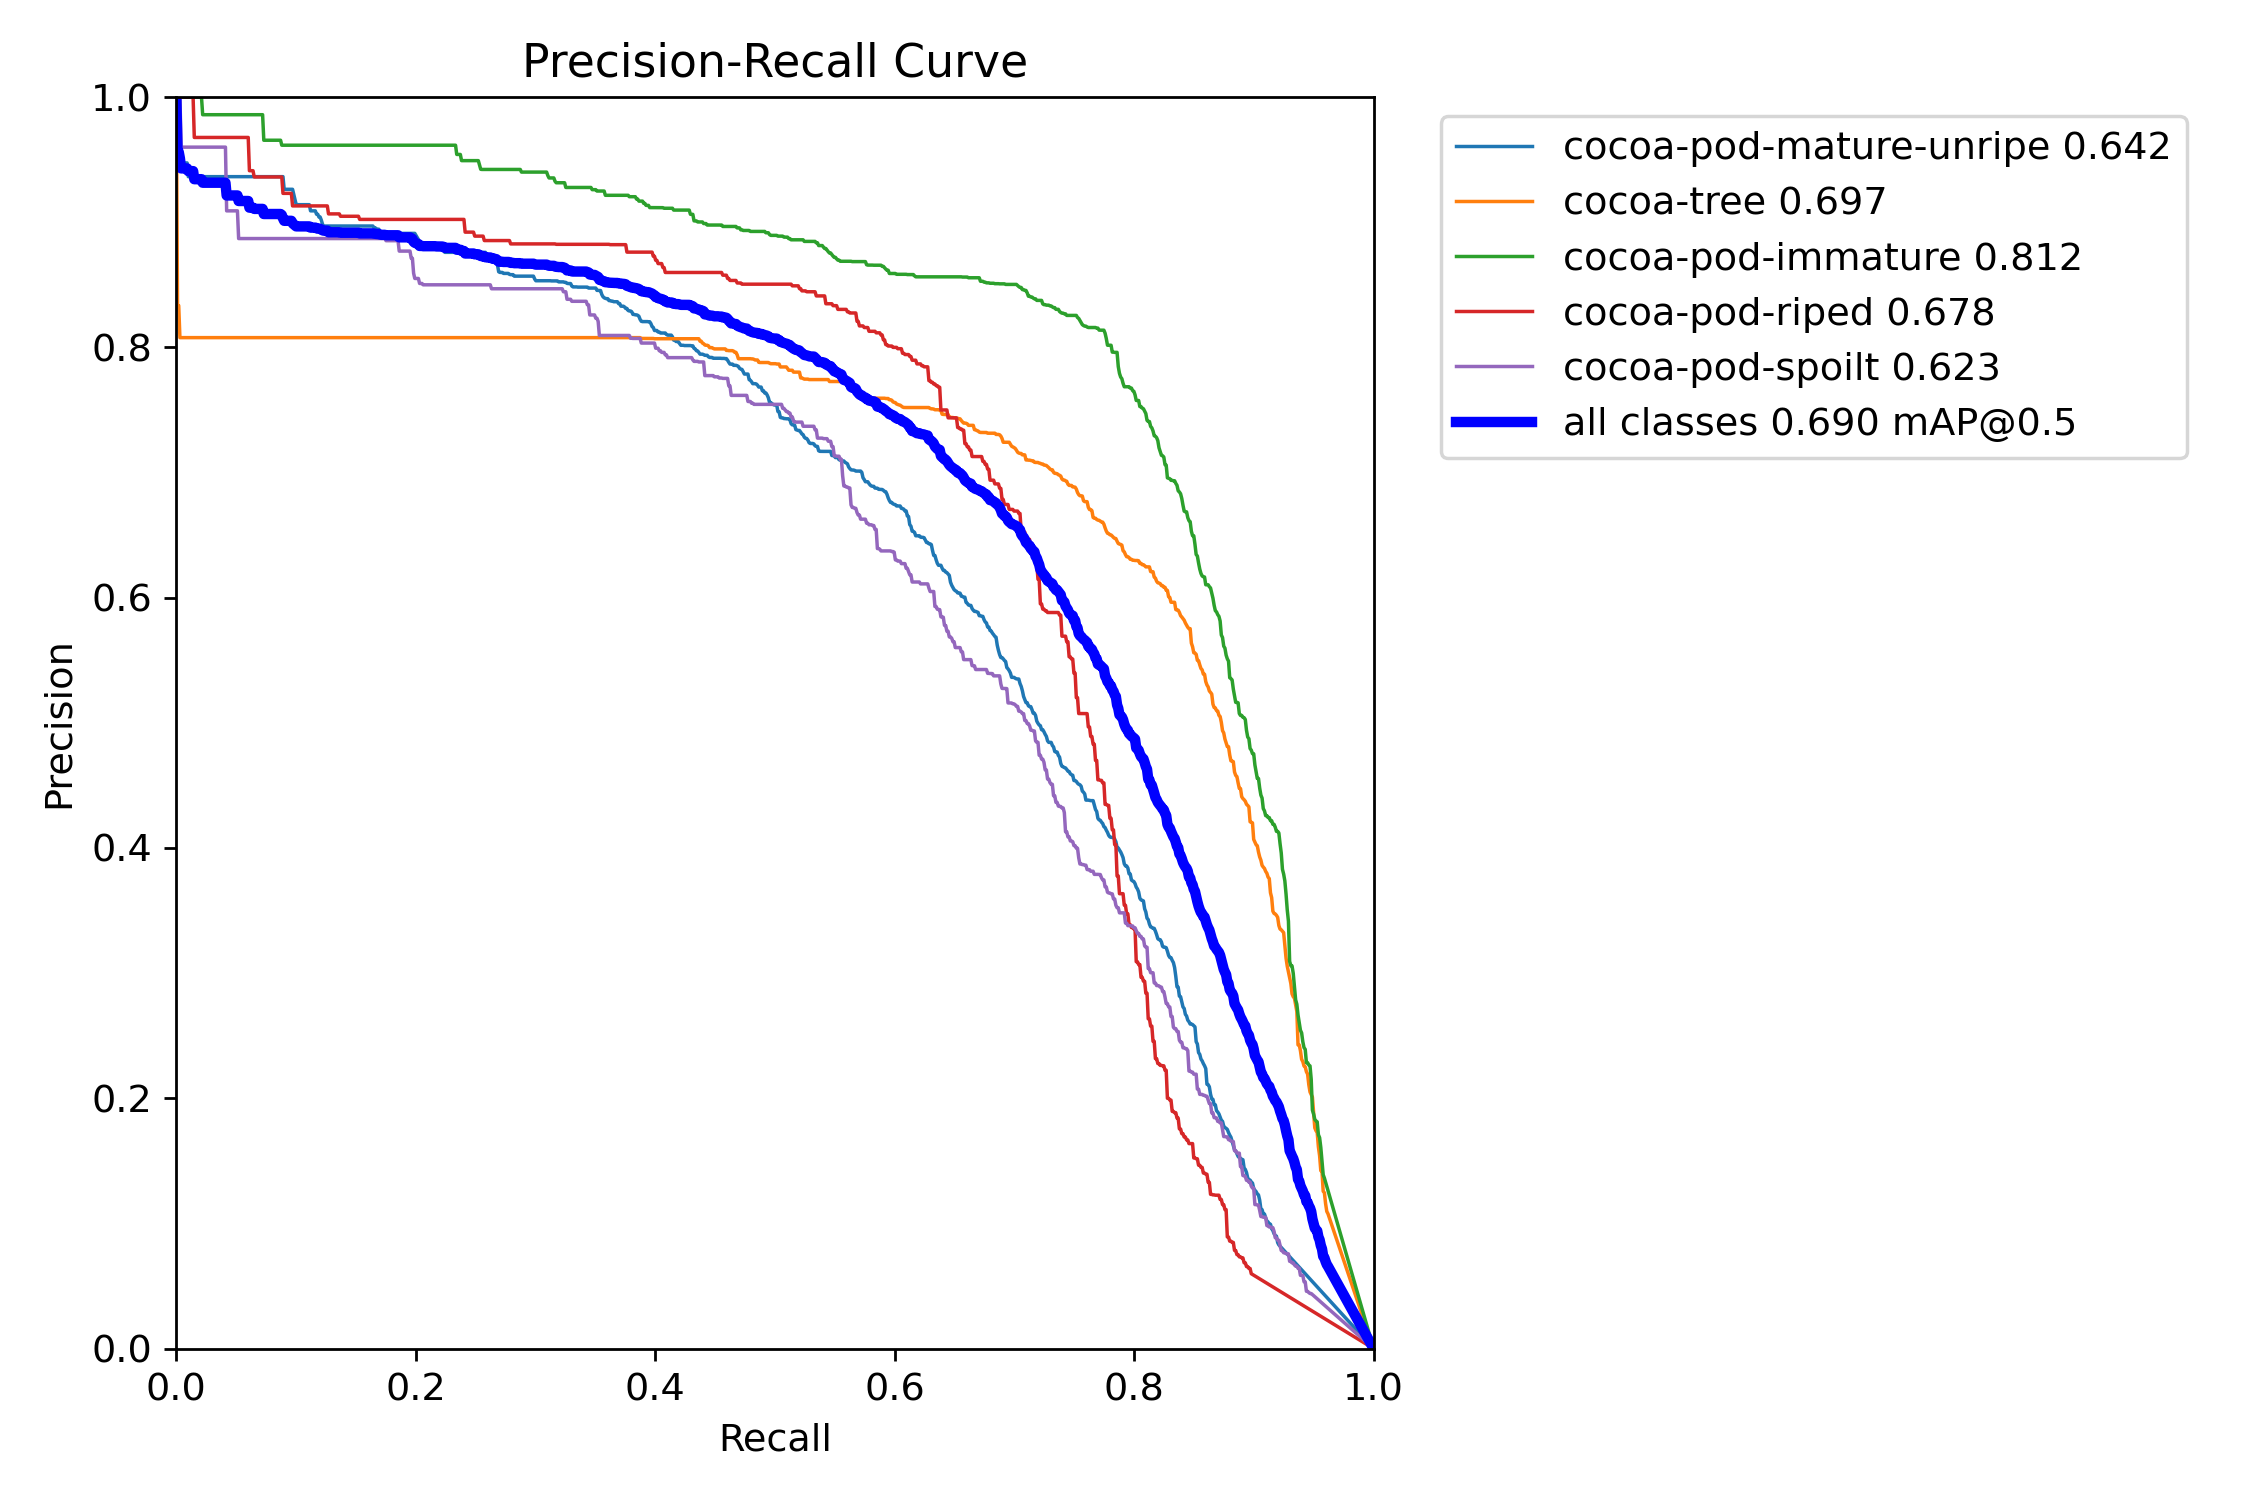 Precision-Recall Curve
1.0
0.8
0.6
0.4
0.2
0.0
Precision
0.0 0.2 0.4 0.6 0.8 1.0
Recall
cocoa-pod-mature-unripe 0.642
cocoa-tree 0.697
cocoa-pod-immature 0.812
cocoa-pod-riped 0.678
cocoa-pod-spoilt 0.623
all classes 0.690 mAP@0.5